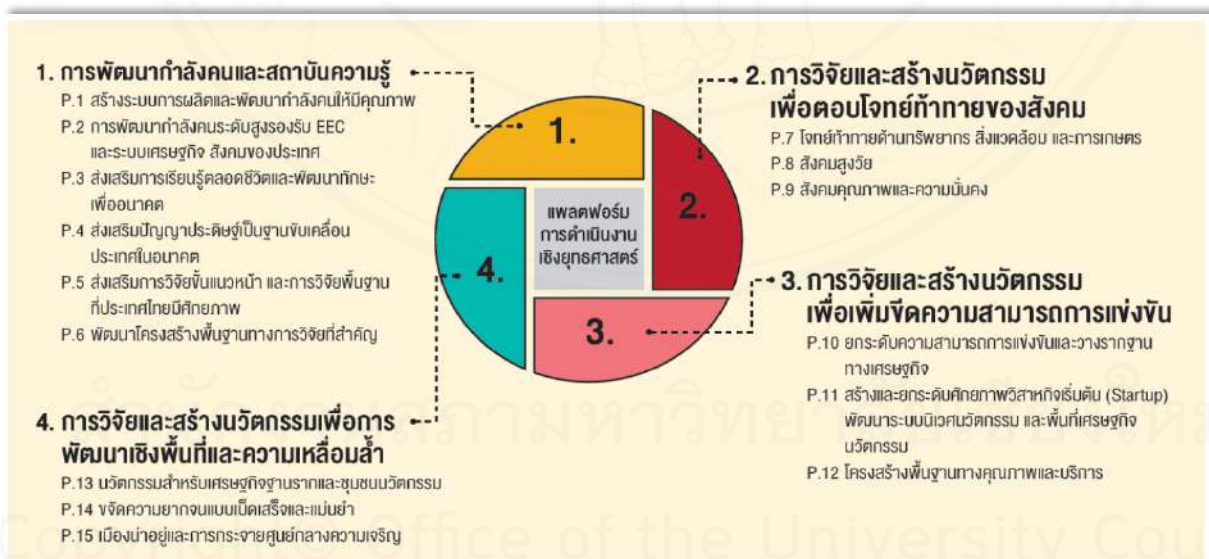 1. การพัฒนากำลังคนและสถาบันความรู้
P.1 สร้างระบบการผลิตและพัฒนากำลังคนให้มีคุณภาพ
P.2 การพัฒนากำลังคนระดับสูงรองรับ EEC
และระบบเศรษฐกิจ สังคมของประเทศ
P.3 ส่งเสริมการเรียนรู้ตลอดชีวิตและพัฒนาทักษะ
เพื่ออนาคต
P.4 ส่งเสริมปัญญาประดิษฐ์เป็นฐานขับเคลื่อน
ประเทศในอนาคต
P.5 ส่งเสริมการวิจัยขั้นแนวหน้า และการวิจัยพื้นฐาน
ที่ประเทศไทยมีศักยภาพ
P.6 พัฒนาโครงสร้างพื้นฐานทางการวิจัยที่สำคัญ
1.
2.
3.
4.
แพลตฟอร์ม
การดำเนินงาน
เชิงยุทธศาสตร์
2. การวิจัยและสร้างนวัตกรรม
เพื่อตอบโจทย์ท้าทายของสังคม
P.7 โจทย์ท้าทายด้านทรัพยากร สิ่งแวดล้อม และการเกษตร
P.8 สังคมสูงวัย
P.9 สังคมคุณภาพและความมั่นคง
3. การวิจัยและสร้างนวัตกรรม
เพื่อเพิ่มขีดความสามารถการแข่งขัน
P.10 ยกระดับความสามารถการแข่งขันและวางรากฐาน
ทางเศรษฐกิจ
P.11 สร้างและยกระดับศักยภาพวิสาหกิจเริ่มต้น (Startup)
พัฒนาระบบนิเวศนวัตกรรม และพื้นที่เศรษฐกิจ
นวัตกรรม
P.12 โครงสร้างพื้นฐานทางคุณภาพและบริการ
4. การวิจัยและสร้างนวัตกรรมเพื่อการ
พัฒนาเชิงพื้นที่และความเหลื่อมล้ำ
P.13 นวัตกรรมสำหรับเศรษฐกิจฐานรากและชุมชนนวัตกรรม
P.14 ขจัดความยากจนแบบเบ็ดเสร็จและแม่นยำ
P.15 เมืองน่าอยู่และการกระจายศูนย์กลางความเจริญ
Office of the University Cou